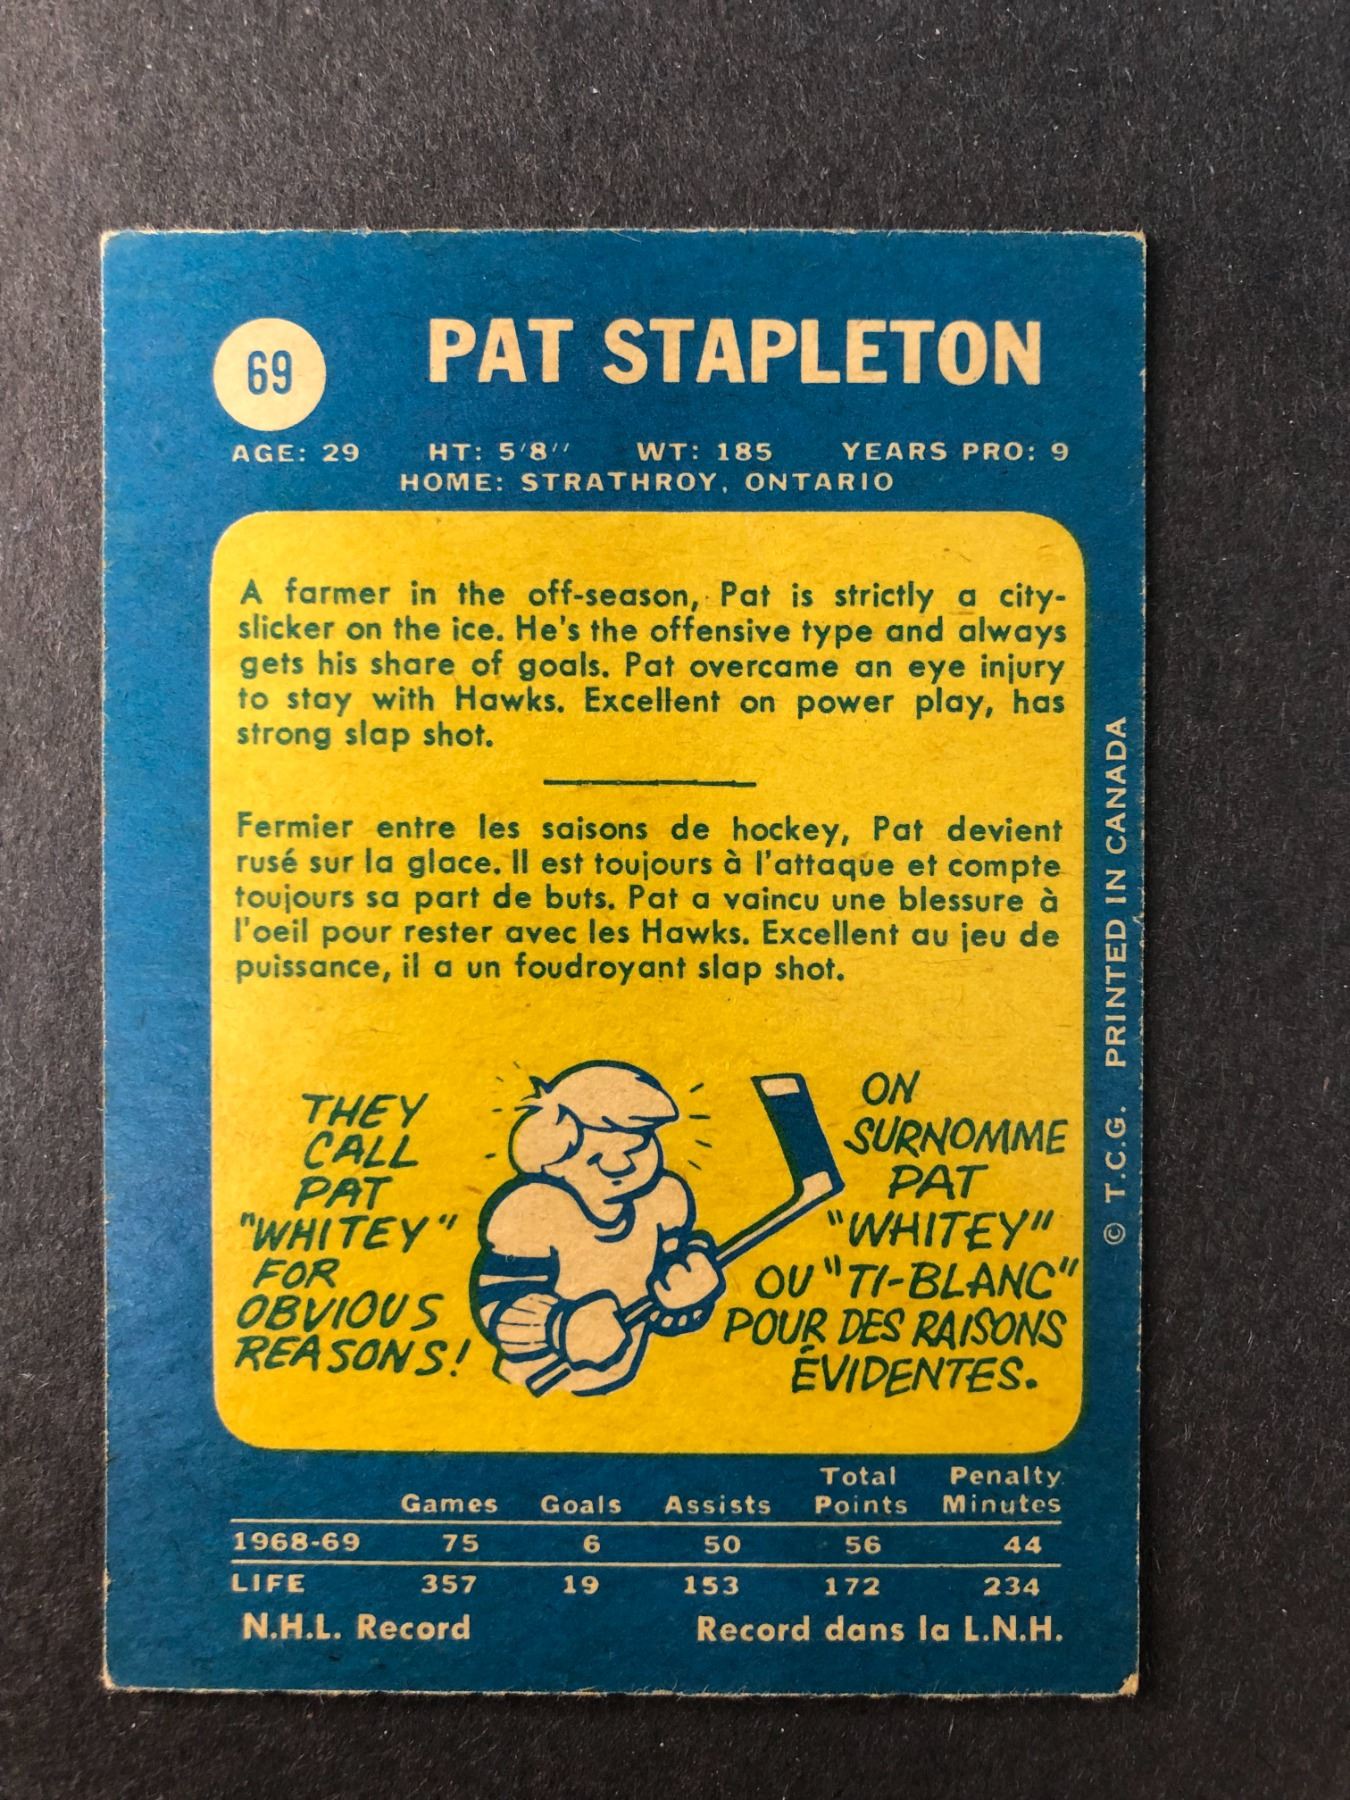 69
PAT STAPLETON
AGE: 29 HT: 5'8'' WT: 185 YEARS PRO: 9
HOME: STRATHROY, ONTARIO
A farmer in the off-season, Pat is strictly a city-
slicker on the ice. He's the offensive type and always
gets his share of goals. Pat overcame an eye injury
to stay with Hawks. Excellent on power play, has
strong slap shot.
Fermier entre les saisons de hockey, Pat devient
rusé sur la glace. Il est toujours à l'attaque et compte
toujours sa part de buts. Pat a vaincu une blessure à
l'oeil pour rester avec les Hawks. Excellent au jeu de
puissance, il a un foudroyant slap shot.
THEY
CALL
PAT
"WHITEY"
FOR
OBVIOUS
REASONS!
ON
SURNOMME
PAT
"WHITEY"
OU "TI-BLANC"
POUR DES RAISONS
ÉVIDENTES.
Games Goals Assists Total Points Penalty Minutes
1968-69 75 6 50 56 44
LIFE 357 19 153 172 234
N.H.L. Record Record dans la L.N.H.
© T.C.G. PRINTED IN CANADA